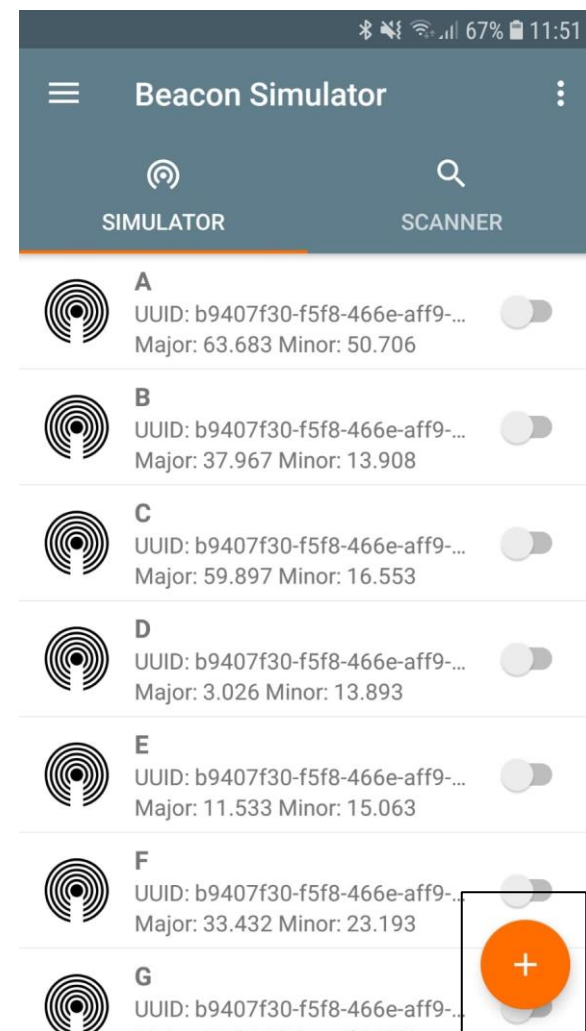 67% 11:51
Beacon Simulator
SIMULATOR SCANNER
A
UUID: b9407f30-f5f8-466e-aff9-...
Major: 63.683 Minor: 50.706
B
UUID: b9407f30-f5f8-466e-aff9-...
Major: 37.967 Minor: 13.908
C
UUID: b9407f30-f5f8-466e-aff9-...
Major: 59.897 Minor: 16.553
D
UUID: b9407f30-f5f8-466e-aff9-...
Major: 3.026 Minor: 13.893
E
UUID: b9407f30-f5f8-466e-aff9-...
Major: 11.533 Minor: 15.063
F
UUID: b9407f30-f5f8-466e-aff9-...
Major: 33.432 Minor: 23.193
G
UUID: b9407f30-f5f8-466e-aff9-...